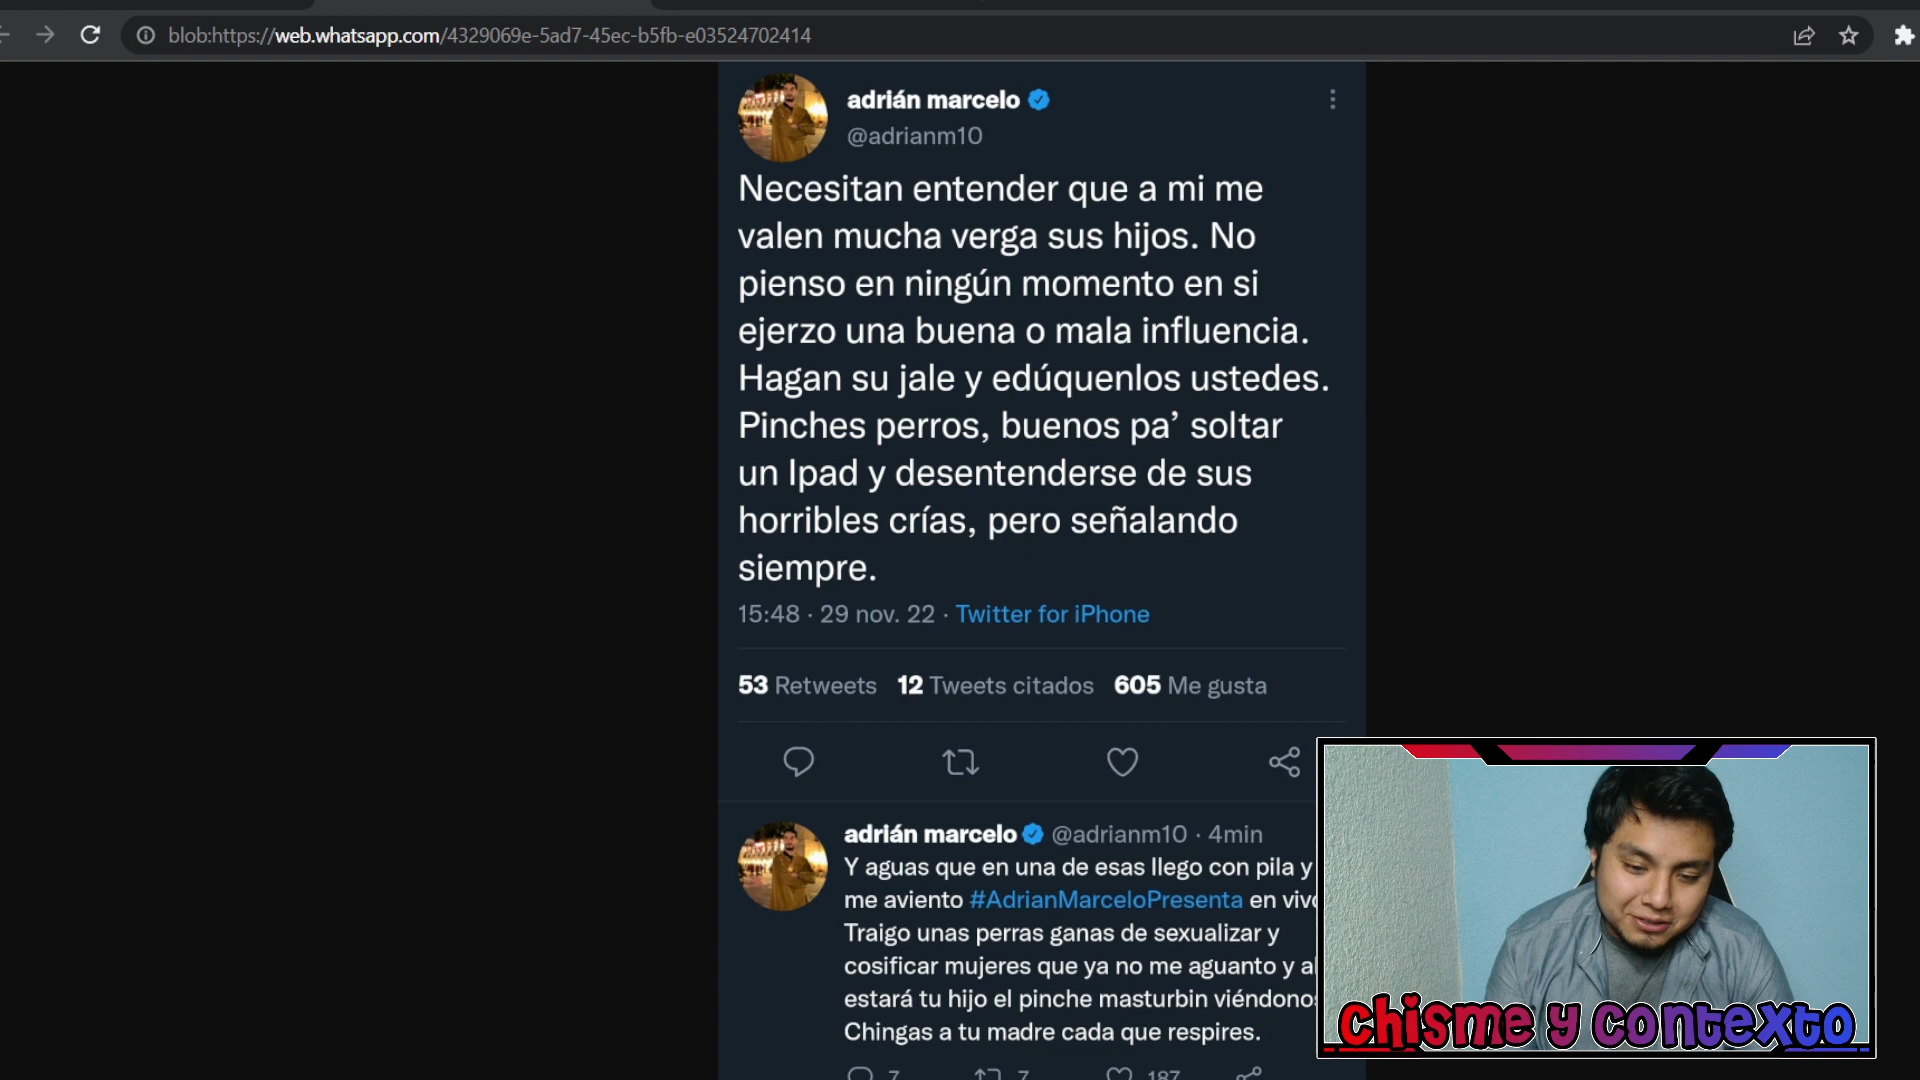 blob:https://web.whatsapp.com/4329069e-5ad7-45ec-b5fb-e03524702414
adrián marcelo
@adrianm10
Necesitan entender que a mi me
valen mucha verga sus hijos. No
pienso en ningún momento en si
ejerzo una buena o mala influencia.
Hagan su jale y edúquenlos ustedes.
Pinches perros, buenos pa’ soltar
un Ipad y desentenderse de sus
horribles crías, pero señalando
siempre.
15:48 · 29 nov. 22 · Twitter for iPhone
53 Retweets 12 Tweets citados 605 Me gusta
adrián marcelo @adrianm10 · 4min
Y aguas que en una de esas llego con pila y
me aviento #AdrianMarceloPresenta en vivo
Traigo unas perras ganas de sexualizar y
cosificar mujeres que ya no me aguanto y
estará tu hijo el pinche masturbin viéndonos
Chingas a tu madre cada que respires.
7 7 187
chisme y contexto